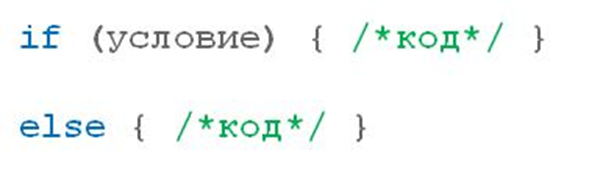 if (условие) { /*код*/ }
else { /*код*/ }